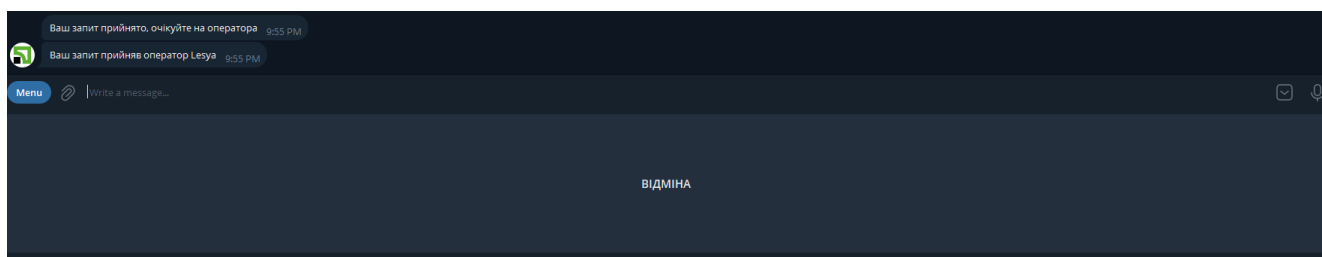 Ваш запит прийнято, очікуйте на оператора 9:55 PM
Ваш запит прийняв оператор Lesya 9:55 PM
Menu Write a message...
ВІДМІНА